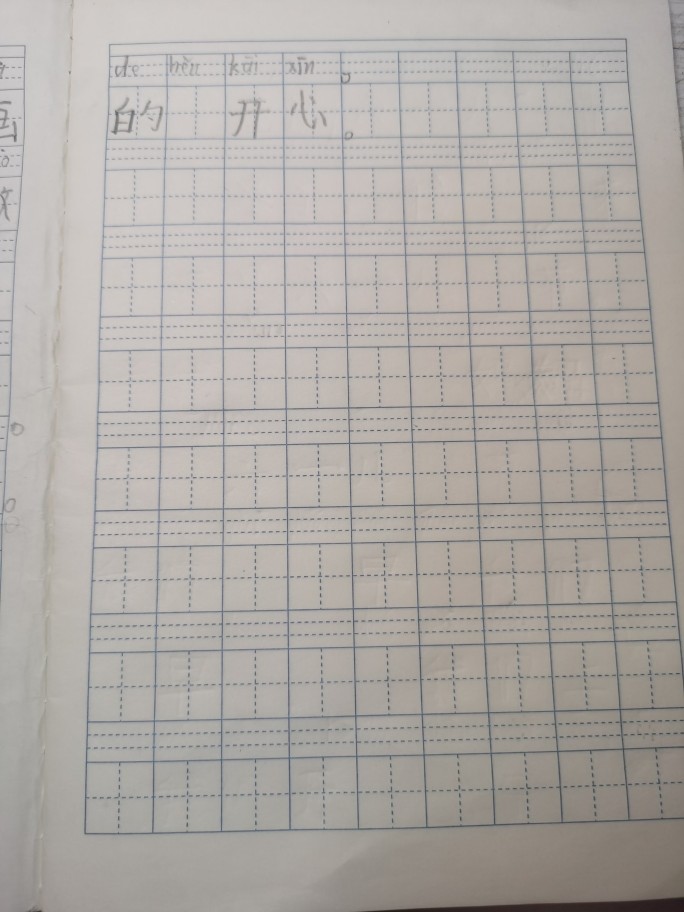 de hěn kāi xīn 。
的 开 心 。